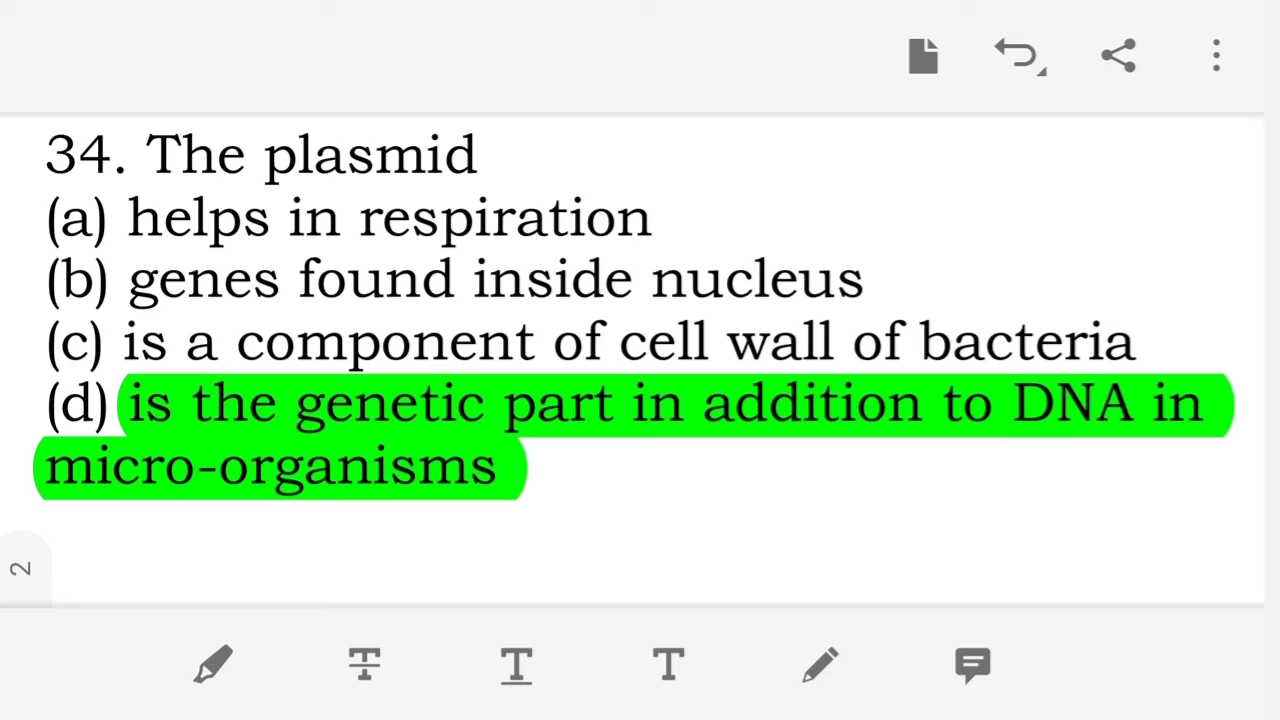 34. The plasmid
(a) helps in respiration
(b) genes found inside nucleus
(c) is a component of cell wall of bacteria
(d) is the genetic part in addition to DNA in
micro-organisms
2